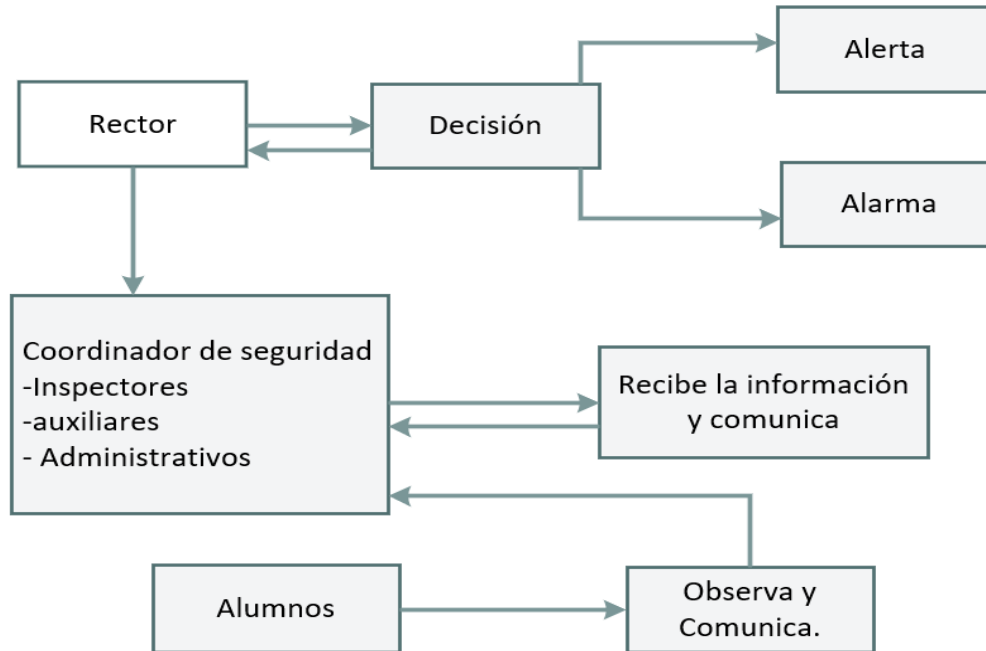 Alerta
Rector
Decisión
Alarma
Coordinador de seguridad
-Inspectores
-auxiliares
- Administrativos
Recibe la información
y comunica
Alumnos
Observa y
Comunica.